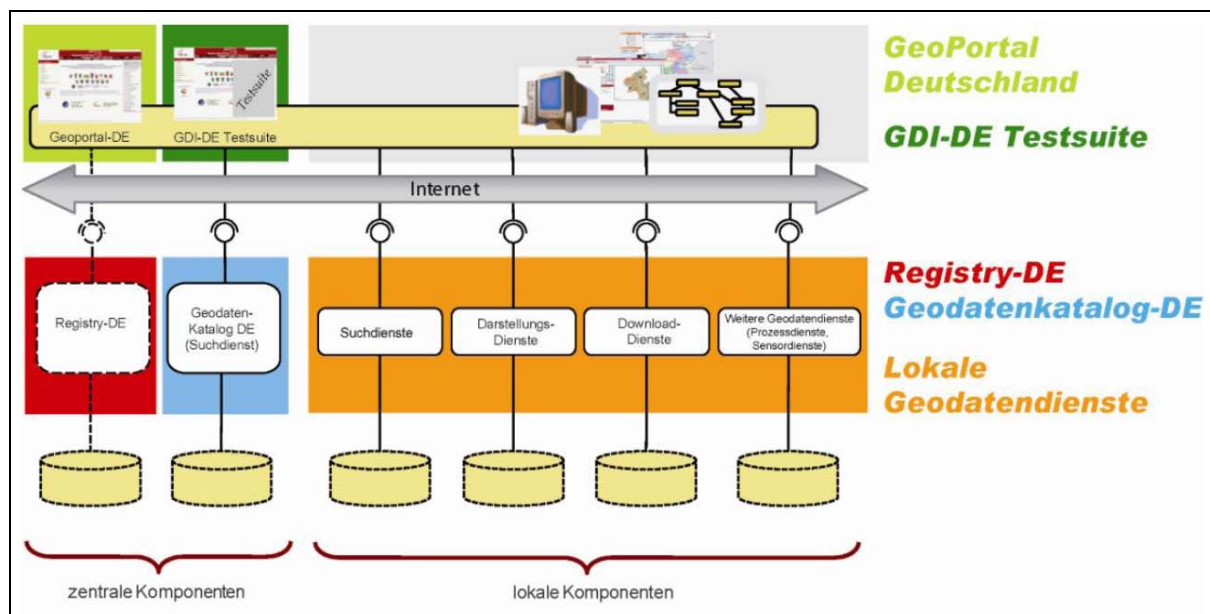 GeoPortal
Deutschland
Testsuite
Geoportal-DE
GDI-DE Testsuite
GDI-DE Testsuite
Internet
Registry-DE
Geodatenkatalog-DE
Registry-DE
Geodaten-
Katalog DE
(Suchdienst)
Suchdienste
Darstellungs-
Dienste
Download-
Dienste
Weitere Geodatendienste
(Prozessdienste,
Sensordienste)
Lokale
Geodatendienste
zentrale Komponenten
lokale Komponenten